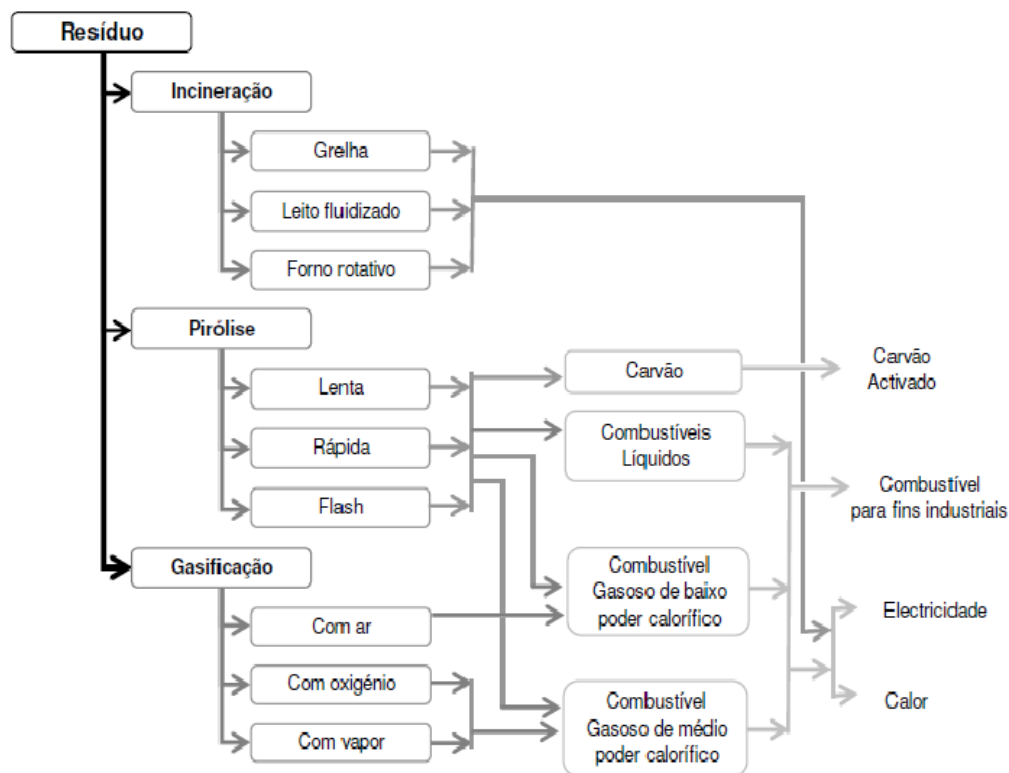 Resíduo
Incineração
Grelha
Leito fluidizado
Forno rotativo
Pirólise
Lenta
Rápida
Flash
Carvão
Combustíveis
Líquidos
Carvão
Activado
Combustível
para fins industriais
Gasificação
Com ar
Com oxigénio
Com vapor
Combustível
Gasoso de baixo
poder calorífico
Combustível
Gasoso de médio
poder calorífico
Electricidade
Calor